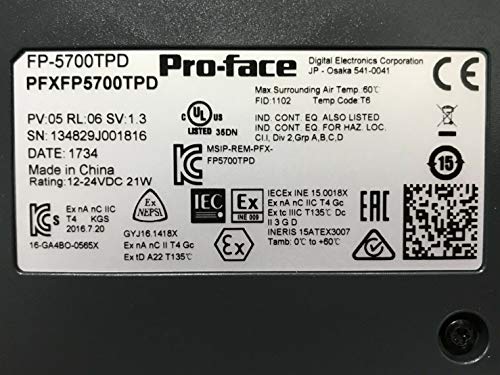 FP-5700TPD
PFXFP5700TPD
Pro-face
Digital Electronics Corporation
JP - Osaka 541-0041
PV:05 RL:06 SV:1.3
SN: 134829J001816
DATE: 1734
Made in China
Rating:12-24VDC 21W
C UL US
LISTED 35DN
Max.Surrounding Air Temp.:60°C
FID:1102 Temp.Code:T6
IND. CONT. EQ. ALSO LISTED
IND. CONT. EQ. FOR HAZ. LOC.
Cl.I, Div 2,Grp A,B,C,D
MSIP-REM-PFX-
FP5700TPD
15
S
Ex nA nC IIC
T4 KGS
2016.7.20
16-GA4BO-0565X
Ex
NEPSI
GYJ16.1418X
Ex nA nC II T4 Gc
Ex tD A22 T135°C
IEC
Ex
INE 009
Ex
IECEx INE 15.0018X
Ex nA nC IIC T4 Gc
Ex tc IIIC T135°C Dc
II 3 G D
INERIS 15ATEX3007
Tamb: 0°C to +60°C
EAC